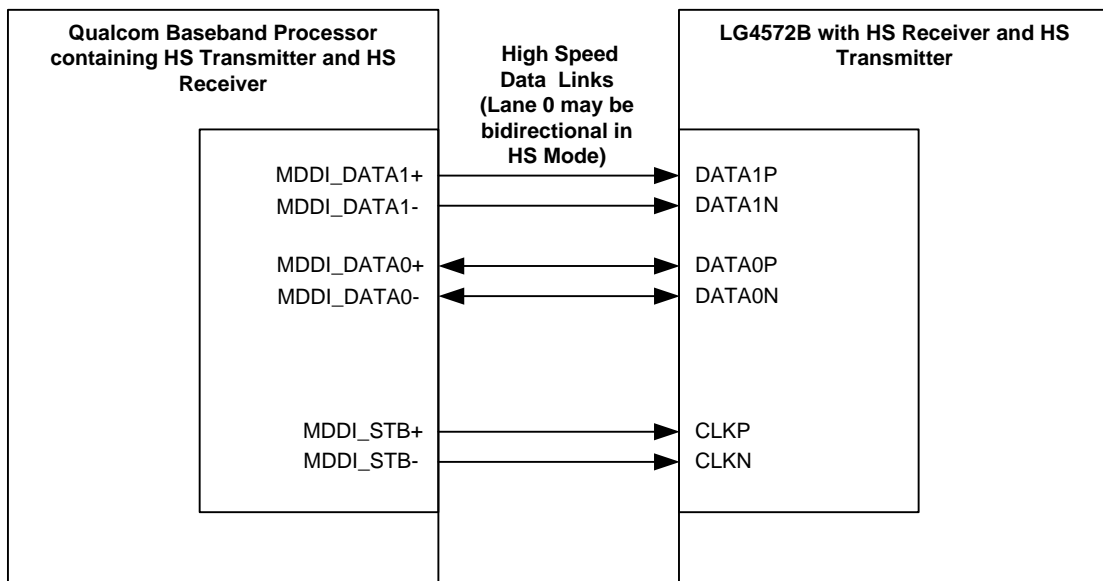 Qualcom Baseband Processor
containing HS Transmitter and HS
Receiver
High Speed
Data Links
(Lane 0 may be
bidirectional in
HS Mode)
LG4572B with HS Receiver and HS
Transmitter
MDDI_DATA1+
DATA1P
MDDI_DATA1-
DATA1N
MDDI_DATA0+
DATA0P
MDDI_DATA0-
DATA0N
MDDI_STB+
CLKP
MDDI_STB-
CLKN